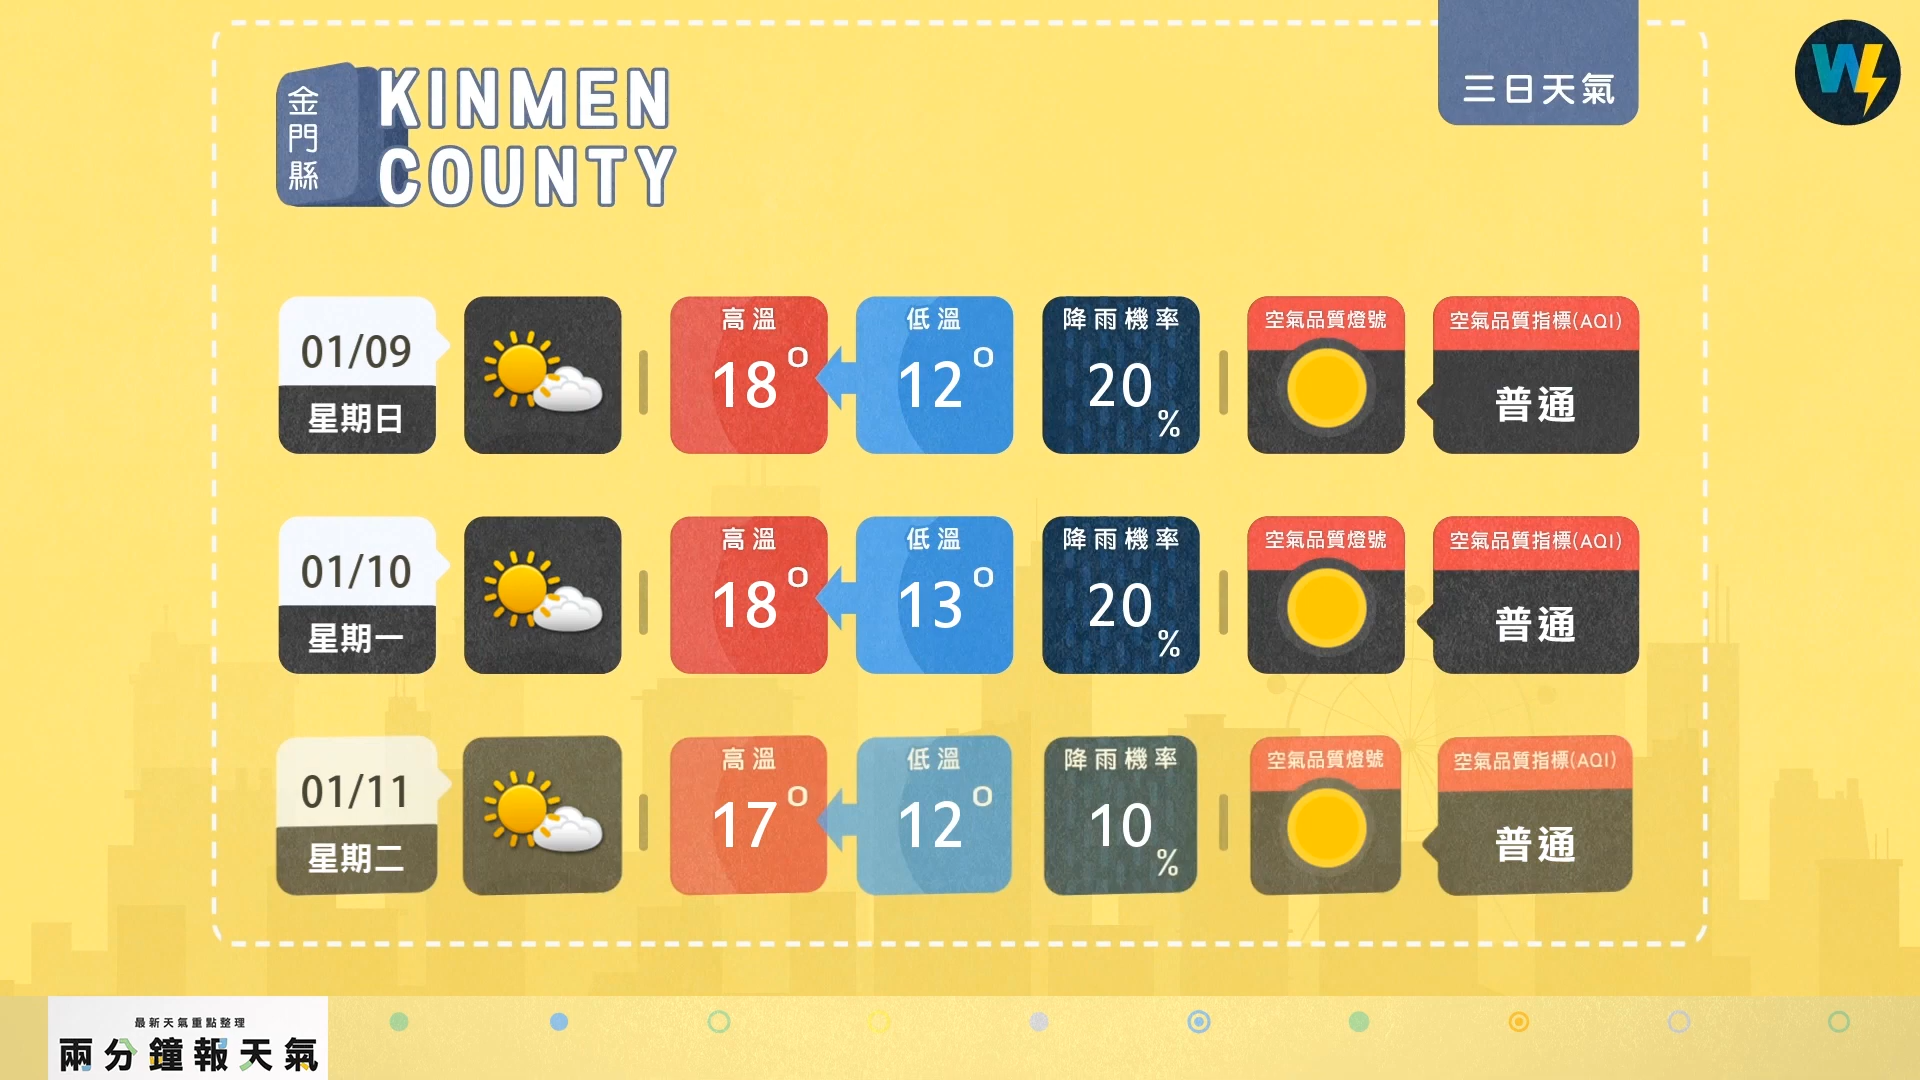 金門縣
KINMEN
COUNTY
三日天氣
W
01/09
星期日
高溫
18°
低溫
12°
降雨機率
20%
空氣品質燈號
空氣品質指標(AQI)
普通
01/10
星期一
高溫
18°
低溫
13°
降雨機率
20%
空氣品質燈號
空氣品質指標(AQI)
普通
01/11
星期二
高溫
17°
低溫
12°
降雨機率
10%
空氣品質燈號
空氣品質指標(AQI)
普通
最新天氣重點整理
兩分鐘報天氣